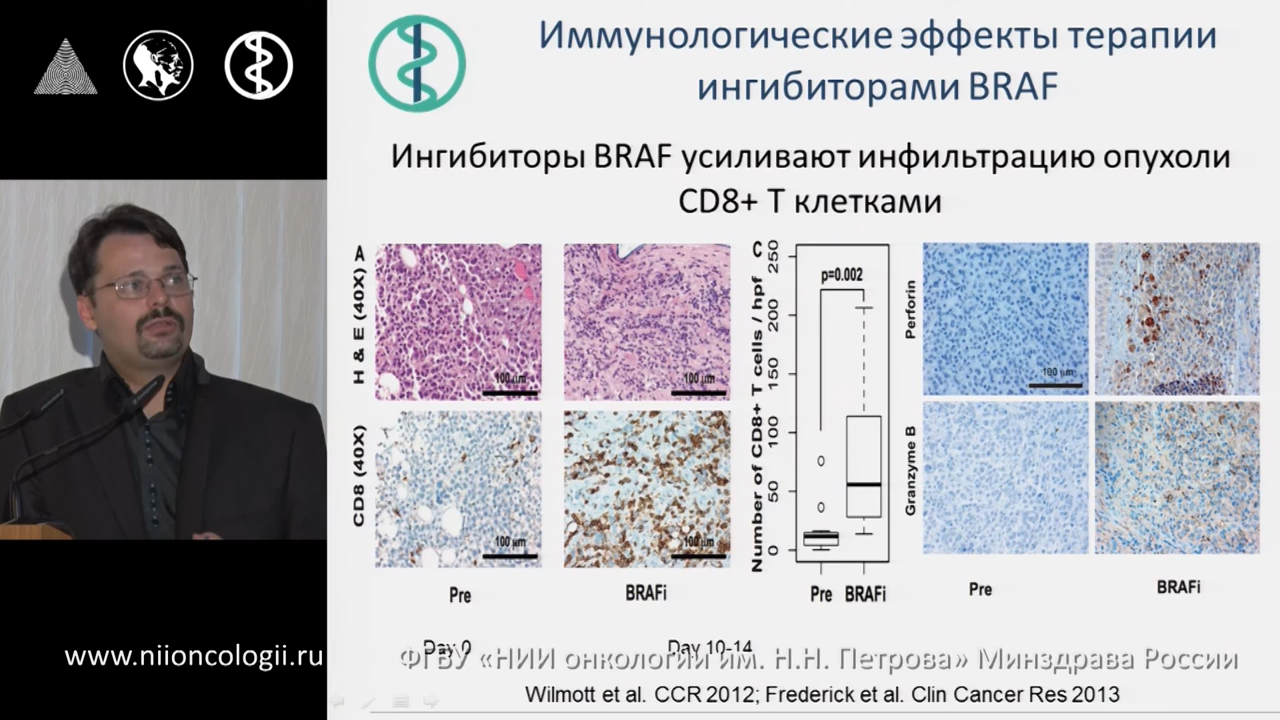 Иммунологические эффекты терапии
ингибиторами BRAF
Ингибиторы BRAF усиливают инфильтрацию опухоли
CD8+ T клетками
A
H & E (40X)
100 µm
100 µm
CD8 (40X)
100 µm
100 µm
Pre
BRAFi
C
Number of CD8+ T cells / hpf
250
200
150
100
50
0
p=0.002
Pre
BRAFi
Perforin
100 µm
Granzyme B
Pre
BRAFi
Day 0
Day 10-14
www.niioncologii.ru
ФГБУ «НИИ онкологии им. Н.Н. Петрова» Минздрава России
Wilmott et al. CCR 2012; Frederick et al. Clin Cancer Res 2013